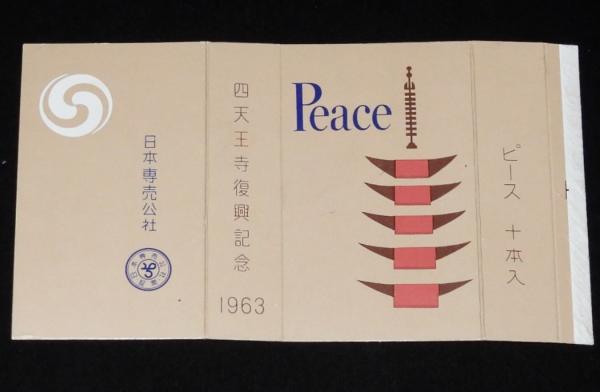 日本専売公社
四天王寺復興記念
1963
Peace
ピース 十本入